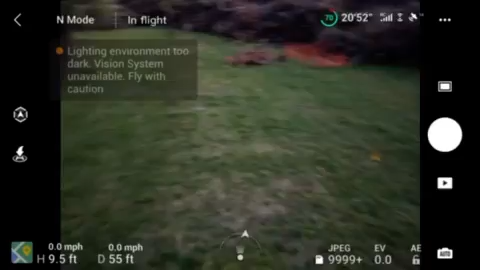 N Mode In flight 70 20'52"
Lighting environment too
dark. Vision System
unavailable. Fly with
caution
0.0 mph 0.0 mph
H 9.5 ft D 55 ft
JPEG EV AE
9999+ 0.0
AUTO